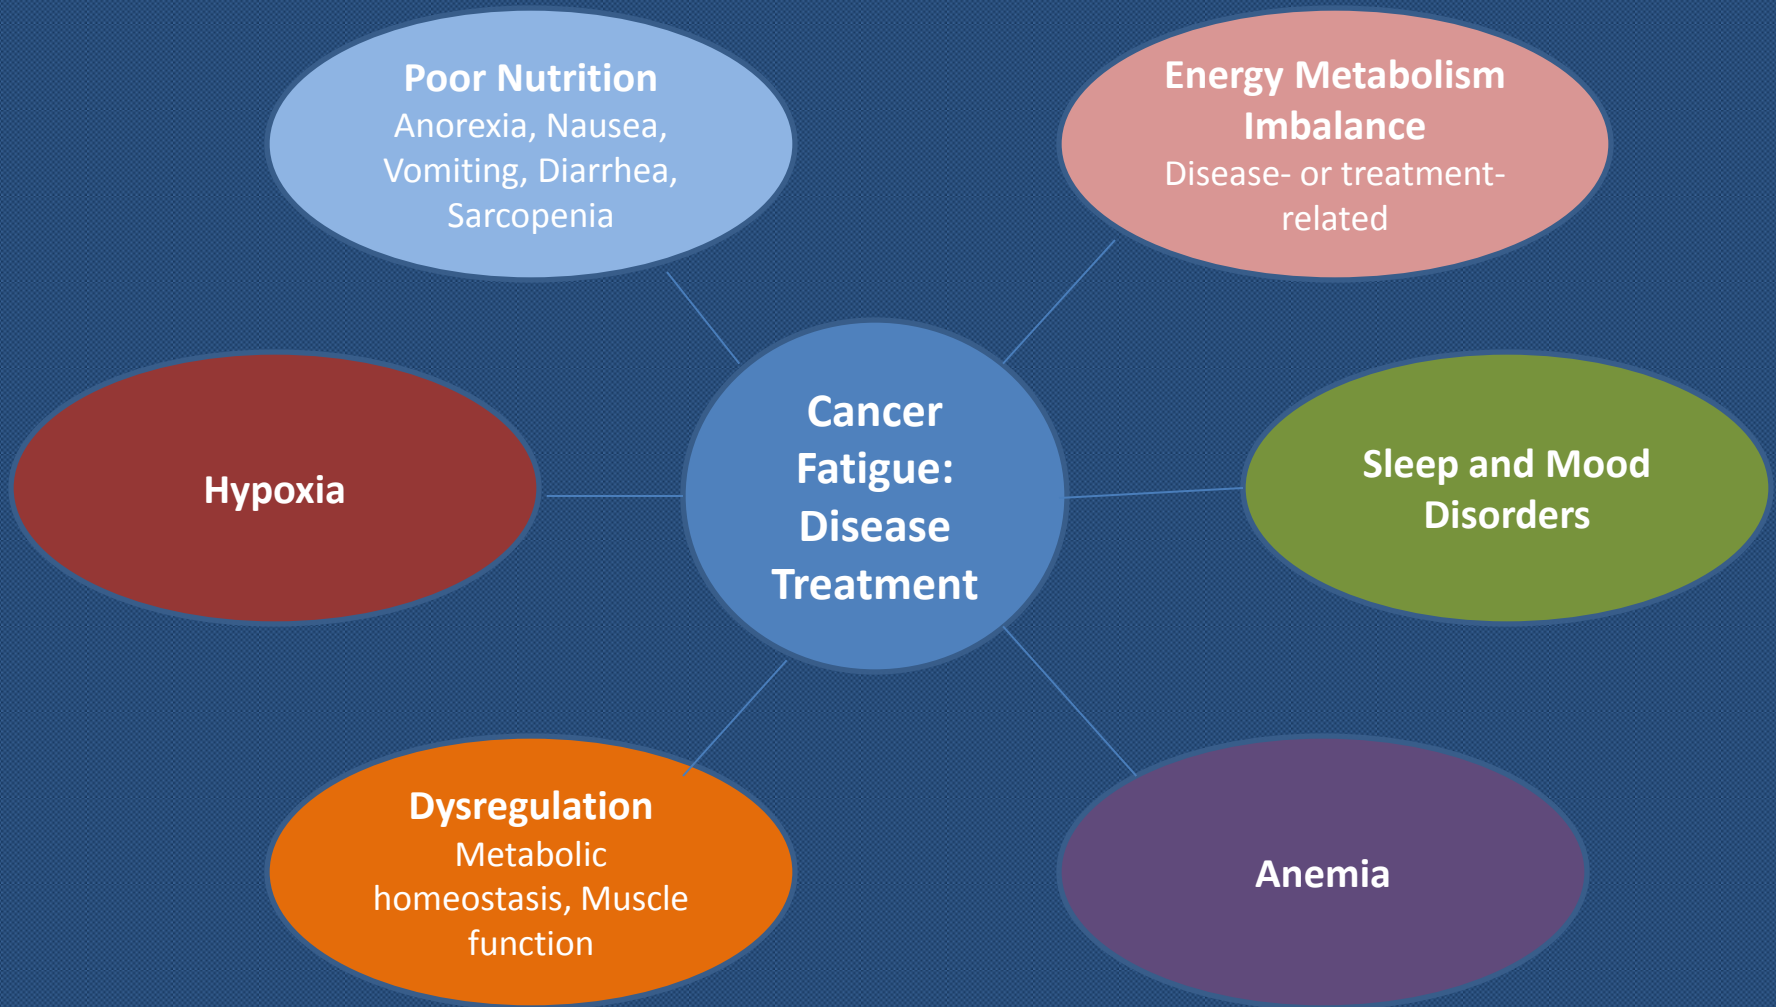 Poor Nutrition
Anorexia, Nausea,
Vomiting, Diarrhea,
Sarcopenia
Energy Metabolism
Imbalance
Disease- or treatment-
related
Hypoxia
Cancer
Fatigue:
Disease
Treatment
Sleep and Mood
Disorders
Dysregulation
Metabolic
homeostasis, Muscle
function
Anemia